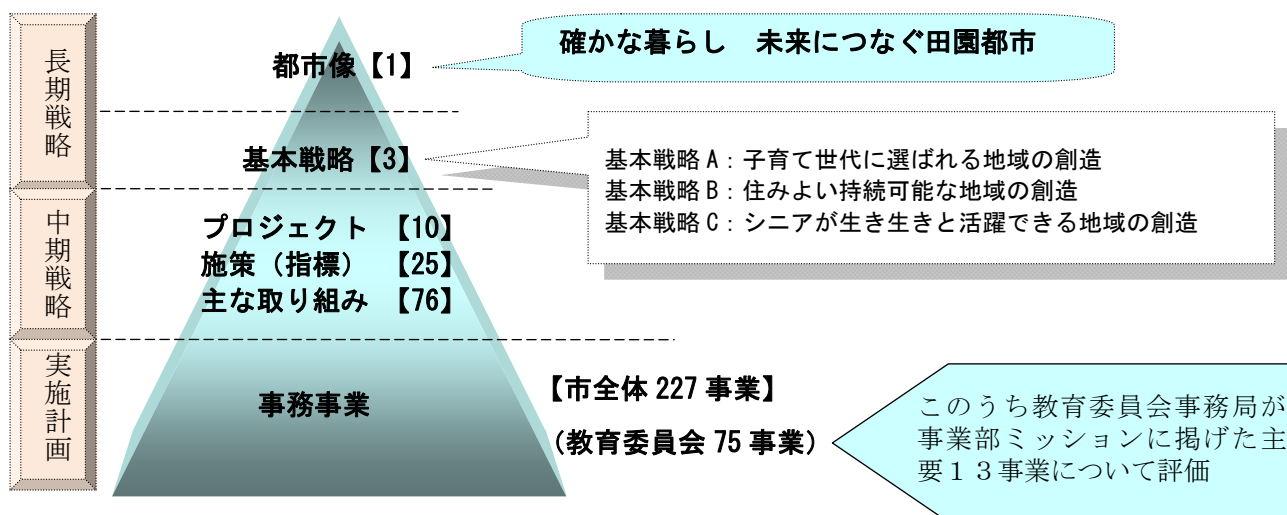 長期戦略
都市像【1】
確かな暮らし　未来につなぐ田園都市
基本戦略【3】
基本戦略A：子育て世代に選ばれる地域の創造
基本戦略B：住みよい持続可能な地域の創造
基本戦略C：シニアが生き生きと活躍できる地域の創造
中期戦略
プロジェクト　【10】
施策（指標）　【25】
主な取り組み　【76】
実施計画
事務事業
【市全体 227 事業】
（教育委員会 75 事業）
このうち教育委員会事務局が
事業部ミッションに掲げた主
要１３事業について評価